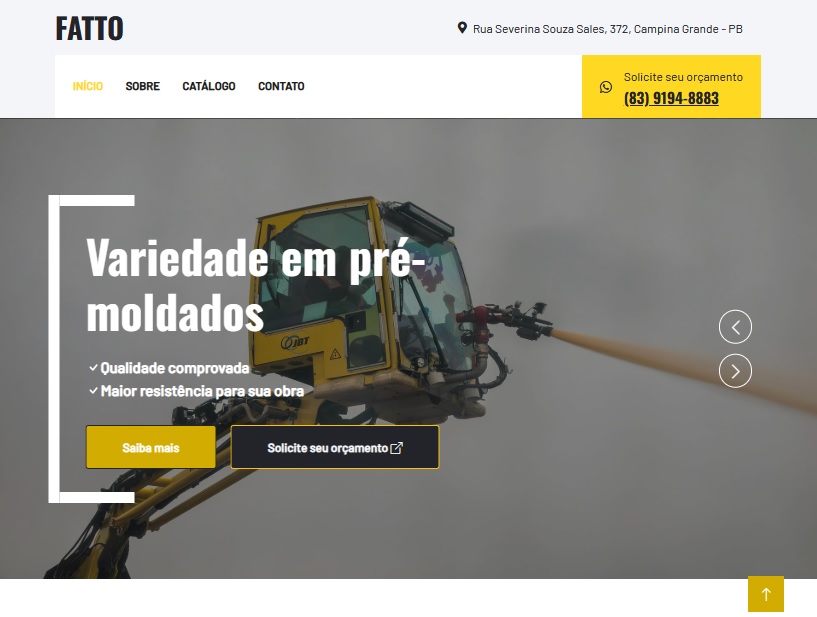 FATTO
Rua Severina Souza Sales, 372, Campina Grande - PB
INÍCIO SOBRE CATÁLOGO CONTATO
Solicite seu orçamento
(83) 9194-8883
Variedade em pré-
moldados
Qualidade comprovada
Maior resistência para sua obra
Saiba mais Solicite seu orçamento
JBT